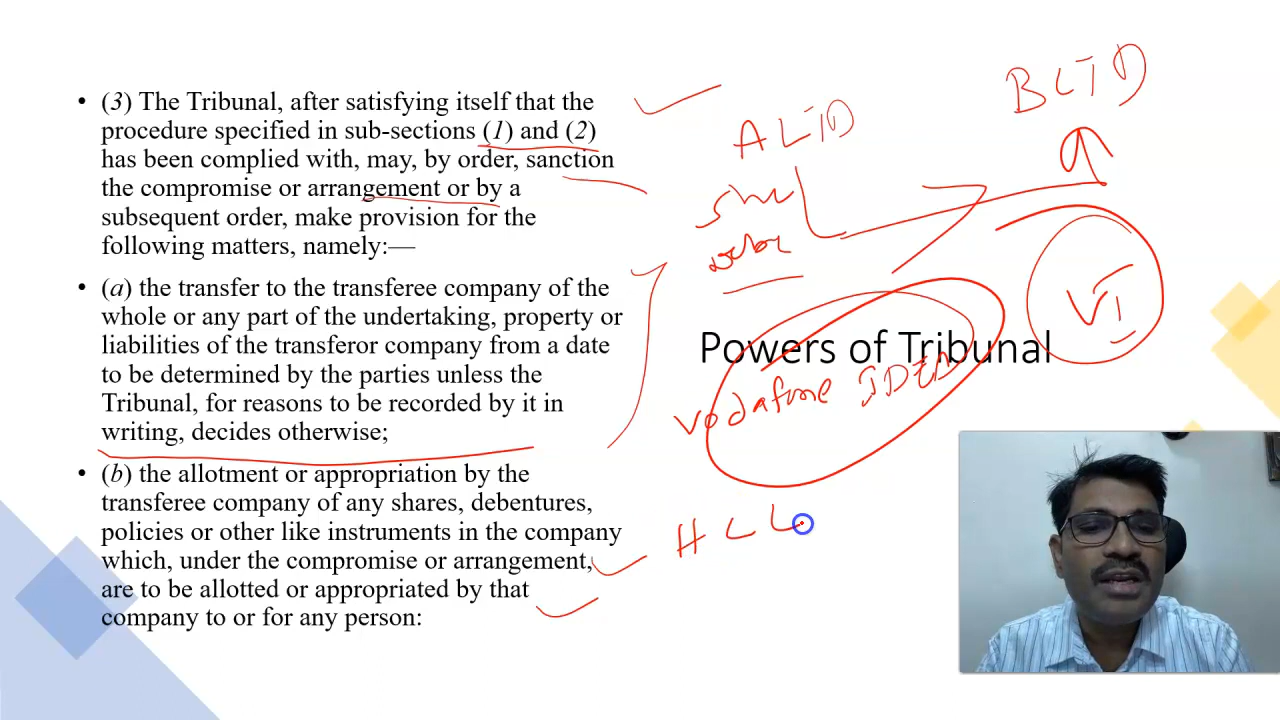 • (3) The Tribunal, after satisfying itself that the
procedure specified in sub-sections (1) and (2)
has been complied with, may, by order, sanction
the compromise or arrangement or by a
subsequent order, make provision for the
following matters, namely:—
• (a) the transfer to the transferee company of the
whole or any part of the undertaking, property or
liabilities of the transferor company from a date
to be determined by the parties unless the
Tribunal, for reasons to be recorded by it in
writing, decides otherwise;
• (b) the allotment or appropriation by the
transferee company of any shares, debentures,
policies or other like instruments in the company
which, under the compromise or arrangement,
are to be allotted or appropriated by that
company to or for any person:
BLTD
ALTD
VI
Powers of Tribunal
Vodafone IDEA
HCL